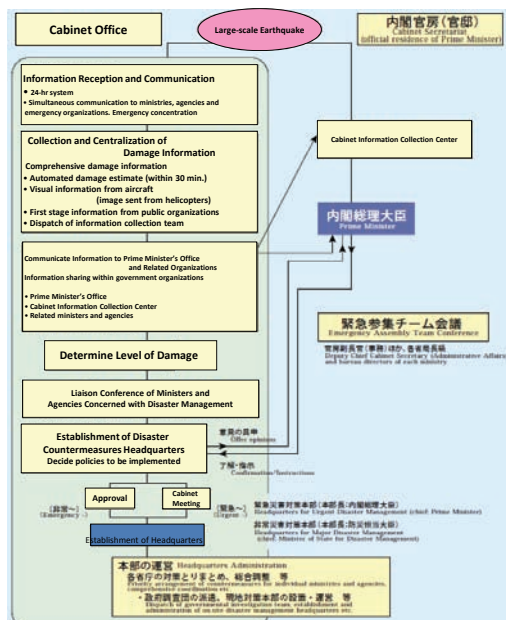 Cabinet Office
Large-scale Earthquake
内閣官房(官邸)
Cabinet Secretariat
(official residence of Prime Minister)
Information Reception and Communication
• 24-hr system
• Simultaneous communication to ministries, agencies and
emergency organizations. Emergency concentration
Collection and Centralization of
Damage Information
Comprehensive damage information
• Automated damage estimate (within 30 min.)
• Visual information from aircraft
(image sent from helicopters)
• First stage information from public organizations
• Dispatch of information collection team
Cabinet Information Collection Center
内閣総理大臣
Prime Minister
Communicate Information to Prime Minister's Office
and Related Organizations
Information sharing within government organizations
• Prime Minister's Office
• Cabinet Information Collection Center
• Related ministers and agencies
緊急参集チーム会議
Emergency Assembly Team Conference
官房副長官(事務)ほか、各省局長級
Deputy Chief Cabinet Secretary (Administrative Affairs)
and bureau directors of each ministry
Determine Level of Damage
Liaison Conference of Ministers and
Agencies Concerned with Disaster Management
Establishment of Disaster
Countermeasures Headquarters
Decide policies to be implemented
意見の具申
Offer opinions
了解・指示
Confirmation/Instructions
Approval
Cabinet
Meeting
(非常~)
(Emergency -)
(緊急~)
(Urgent -)
緊急災害対策本部(本部長:内閣総理大臣)
Headquarters for Urgent Disaster Management (chief: Prime Minister)
非常災害対策本部(本部長:防災担当大臣)
Headquarters for Major Disaster Management
(chief: Minister of State for Disaster Management)
Establishment of Headquarters
本部の運営 Headquarters Administration
各省庁の対策とりまとめ、総合調整 等
Priority arrangement of countermeasures for individual ministries and agencies,
comprehensive coordination etc.
・政府調査団の派遣、現地対策本部の設置・運営 等
Dispatch of governmental investigation team, establishment and
administration of on-site disaster management headquarters etc.